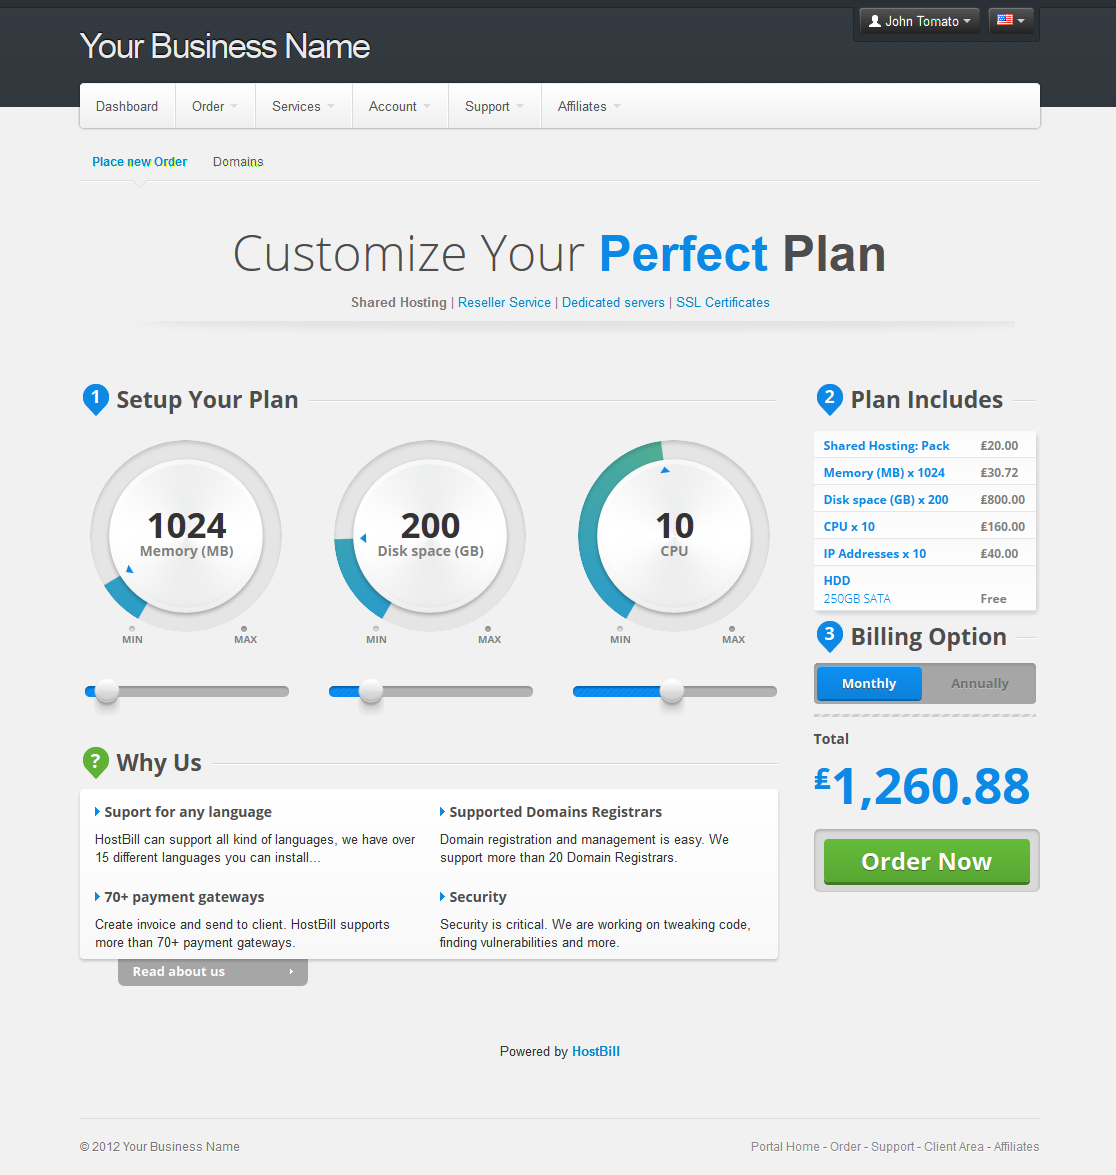 John Tomato
Your Business Name
Dashboard Order Services Account Support Affiliates
Place new Order Domains
Customize Your Perfect Plan
Shared Hosting | Reseller Service | Dedicated servers | SSL Certificates
1 Setup Your Plan
1024
Memory (MB)
MIN MAX
200
Disk space (GB)
MIN MAX
10
CPU
MIN MAX
2 Plan Includes
Shared Hosting: Pack £20.00
Memory (MB) x 1024 £30.72
Disk space (GB) x 200 £800.00
CPU x 10 £160.00
IP Addresses x 10 £40.00
HDD
250GB SATA Free
3 Billing Option
Monthly Annually
Total
£1,260.88
Order Now
? Why Us
Suport for any language
HostBill can support all kind of languages, we have over
15 different languages you can install...
Supported Domains Registrars
Domain registration and management is easy. We
support more than 20 Domain Registrars.
70+ payment gateways
Create invoice and send to client. HostBill supports
more than 70+ payment gateways.
Security
Security is critical. We are working on tweaking code,
finding vulnerabilities and more.
Read about us
Powered by HostBill
© 2012 Your Business Name
Portal Home - Order - Support - Client Area - Affiliates